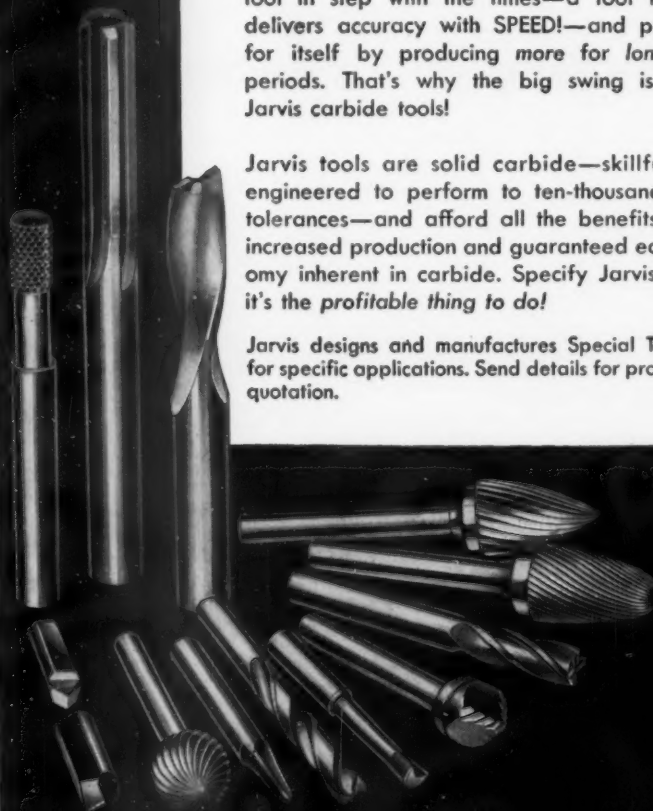 tool in step with the times—a tool
delivers accuracy with SPEED!—and p
for itself by producing more for lon
periods. That's why the big swing is
Jarvis carbide tools!
Jarvis tools are solid carbide—skillf
engineered to perform to ten-thousand
tolerances—and afford all the benefits
increased production and guaranteed ec
omy inherent in carbide. Specify Jarvis
it's the profitable thing to do!
Jarvis designs and manufactures Special T
for specific applications. Send details for pro
quotation.